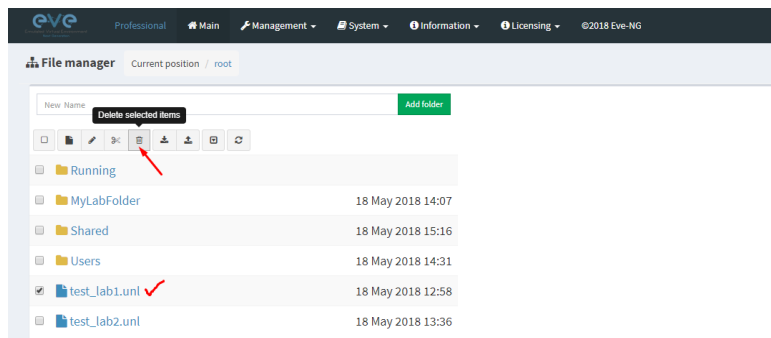 eve Professional Main Management System Information Licensing ©2018 Eve-NG
File manager Current position / root
New Name Add folder
Delete selected items
Running
MyLabFolder 18 May 2018 14:07
Shared 18 May 2018 15:16
Users 18 May 2018 14:31
test_lab1.unl 18 May 2018 12:58
test_lab2.unl 18 May 2018 13:36